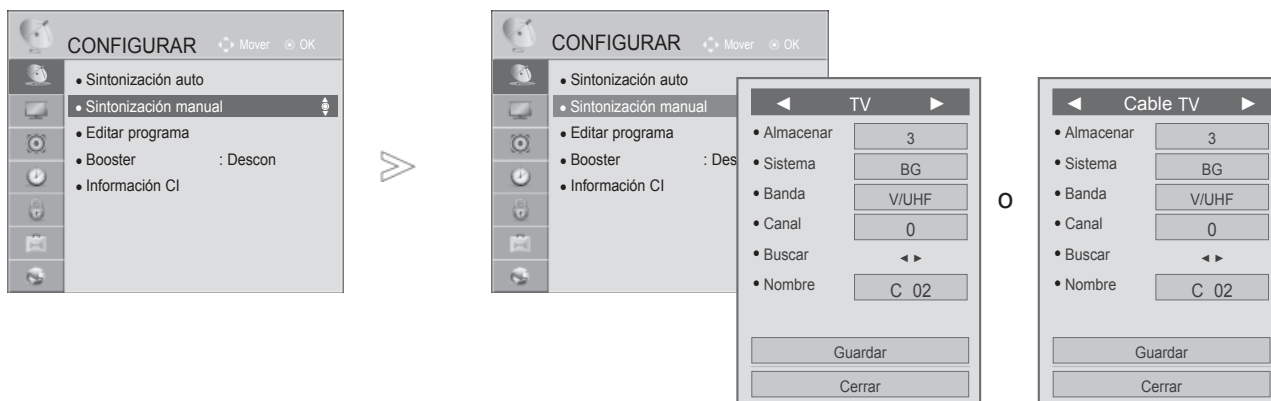 CONFIGURAR Mover OK
• Sintonización auto
• Sintonización manual
• Editar programa
• Booster : Descon
• Información CI
CONFIGURAR Mover OK
• Sintonización auto
• Sintonización manual
• Editar programa
• Booster : Des
• Información CI
◄ TV ►
• Almacenar 3
• Sistema BG
• Banda V/UHF
• Canal 0
• Buscar ◄ ►
• Nombre C 02
Guardar
Cerrar
o
◄ Cable TV ►
• Almacenar 3
• Sistema BG
• Banda V/UHF
• Canal 0
• Buscar ◄ ►
• Nombre C 02
Guardar
Cerrar